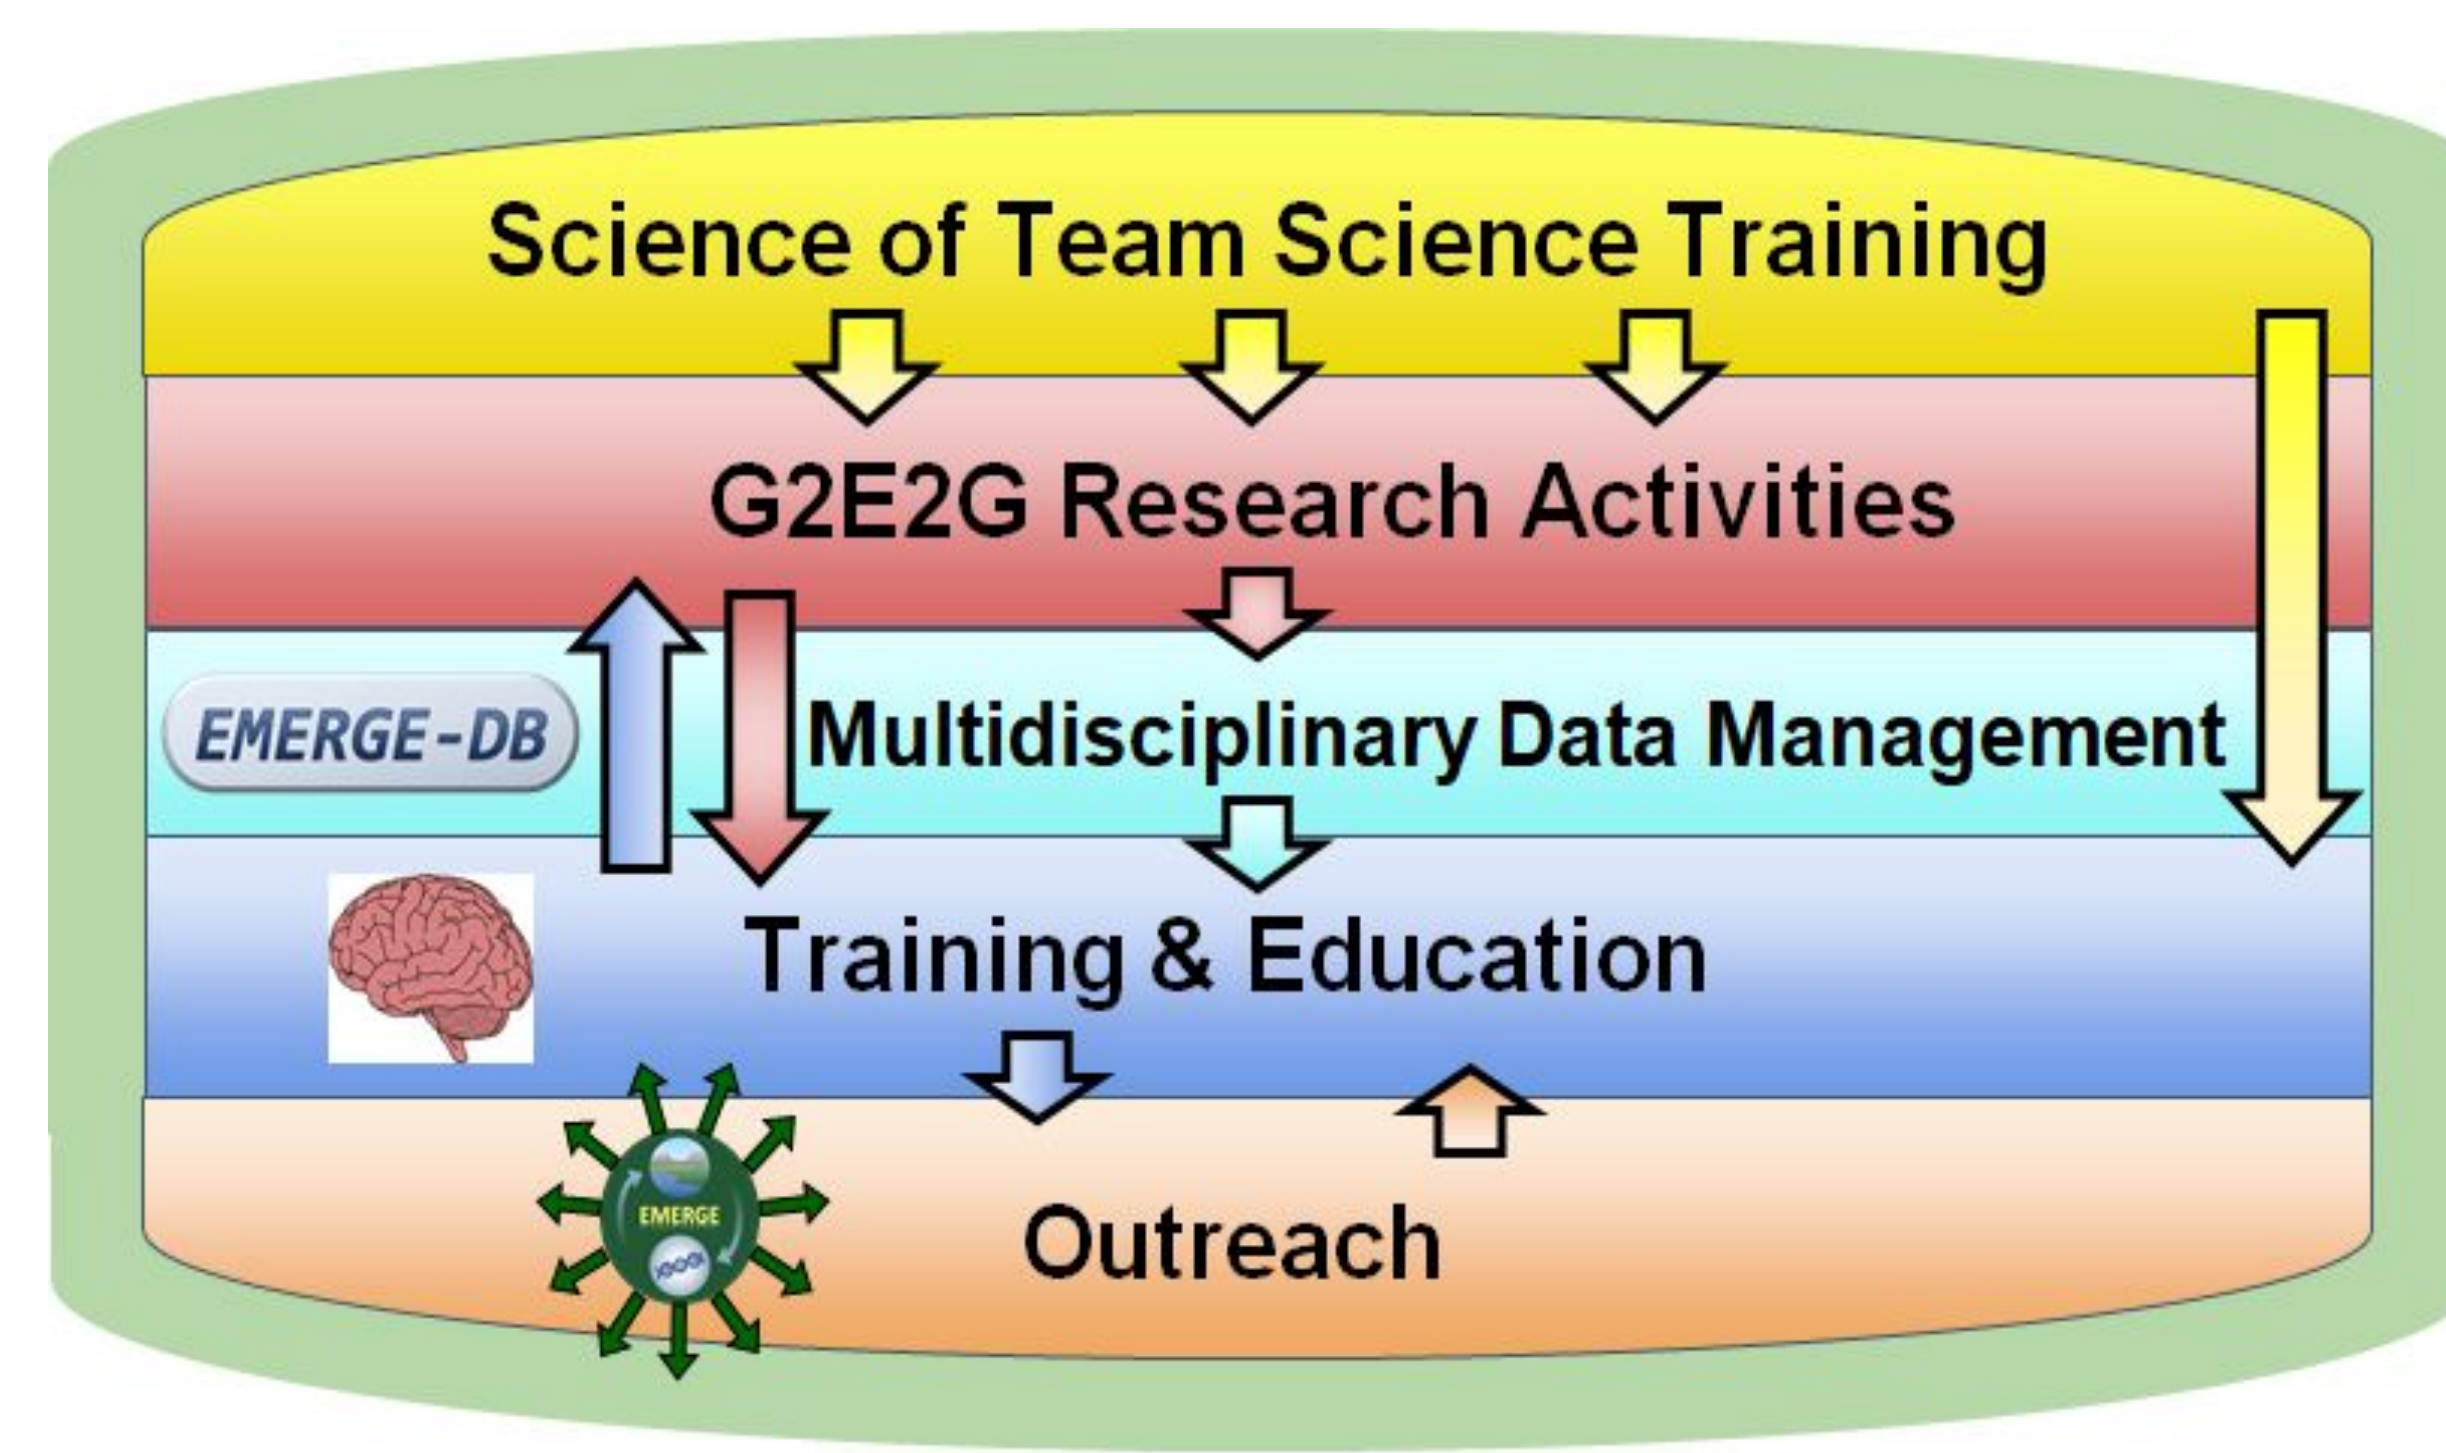 Science of Team Science Training
G2E2G Research Activities
EMERGE-DB
Multidisciplinary Data Management
Training & Education
EMERGE
Outreach